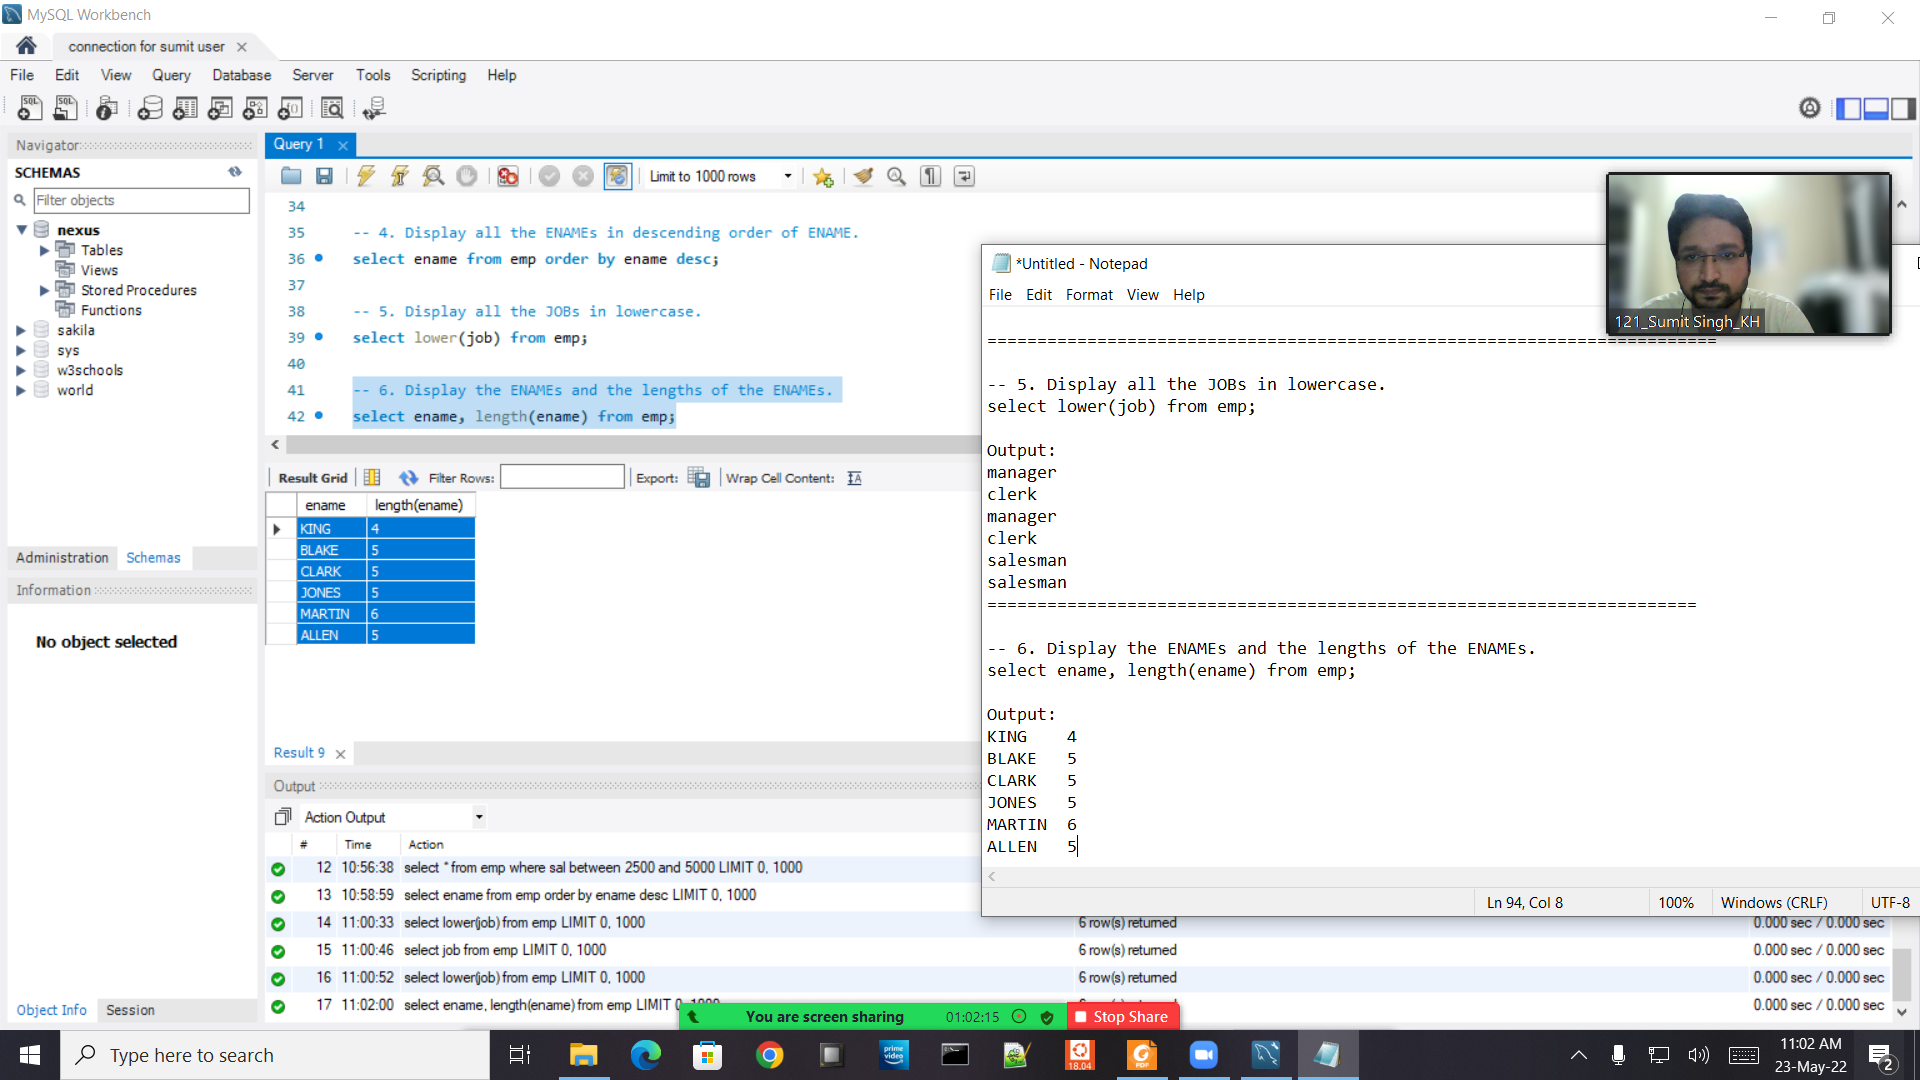 MySQL Workbench
connection for sumit user
File Edit View Query Database Server Tools Scripting Help
Navigator
SCHEMAS
Filter objects
nexus
Tables
Views
Stored Procedures
Functions
sakila
sys
w3schools
world
Administration Schemas
Information
No object selected
Object Info Session
Query 1
Limit to 1000 rows
34
35 -- 4. Display all the ENAMEs in descending order of ENAME.
36 select ename from emp order by ename desc;
37
38 -- 5. Display all the JOBs in lowercase.
39 select lower(job) from emp;
40
41 -- 6. Display the ENAMEs and the lengths of the ENAMEs.
42 select ename, length(ename) from emp;
Result Grid Filter Rows: Export: Wrap Cell Content:
ename length(ename)
KING 4
BLAKE 5
CLARK 5
JONES 5
MARTIN 6
ALLEN 5
Result 9
Output
Action Output
# Time Action
12 10:56:38 select * from emp where sal between 2500 and 5000 LIMIT 0, 1000
13 10:58:59 select ename from emp order by ename desc LIMIT 0, 1000
14 11:00:33 select lower(job) from emp LIMIT 0, 1000 6 row(s) returned 0.000 sec / 0.000 sec
15 11:00:46 select job from emp LIMIT 0, 1000 6 row(s) returned 0.000 sec / 0.000 sec
16 11:00:52 select lower(job) from emp LIMIT 0, 1000 6 row(s) returned 0.000 sec / 0.000 sec
17 11:02:00 select ename, length(ename) from emp LIMIT 0.000 sec / 0.000 sec
*Untitled - Notepad
File Edit Format View Help
=========================================================================
-- 5. Display all the JOBs in lowercase.
select lower(job) from emp;
Output:
manager
clerk
manager
clerk
salesman
salesman
=======================================================================
-- 6. Display the ENAMEs and the lengths of the ENAMEs.
select ename, length(ename) from emp;
Output:
KING 4
BLAKE 5
CLARK 5
JONES 5
MARTIN 6
ALLEN 5
Ln 94, Col 8 100% Windows (CRLF) UTF-8
121_Sumit Singh_KH
You are screen sharing 01:02:15 Stop Share
Type here to search
prime video
18.04
PDF
11:02 AM
23-May-22
2